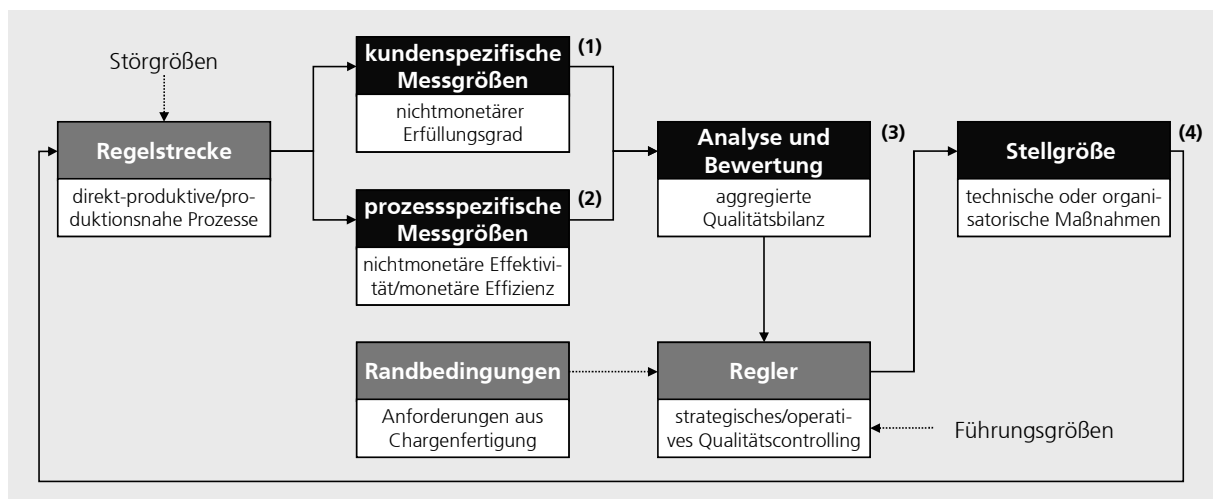 Störgrößen
Regelstrecke
direkt-produktive/pro-
duktionsnahe Prozesse
kundenspezifische
Messgrößen
(1)
nichtmonetärer
Erfüllungsgrad
prozessspezifische
Messgrößen
(2)
nichtmonetäre Effektivi-
tät/monetäre Effizienz
Analyse und
Bewertung
(3)
aggregierte
Qualitätsbilanz
Stellgröße
(4)
technische oder organi-
satorische Maßnahmen
Randbedingungen
Anforderungen aus
Chargenfertigung
Regler
strategisches/operati-
ves Qualitätscontrolling
Führungsgrößen